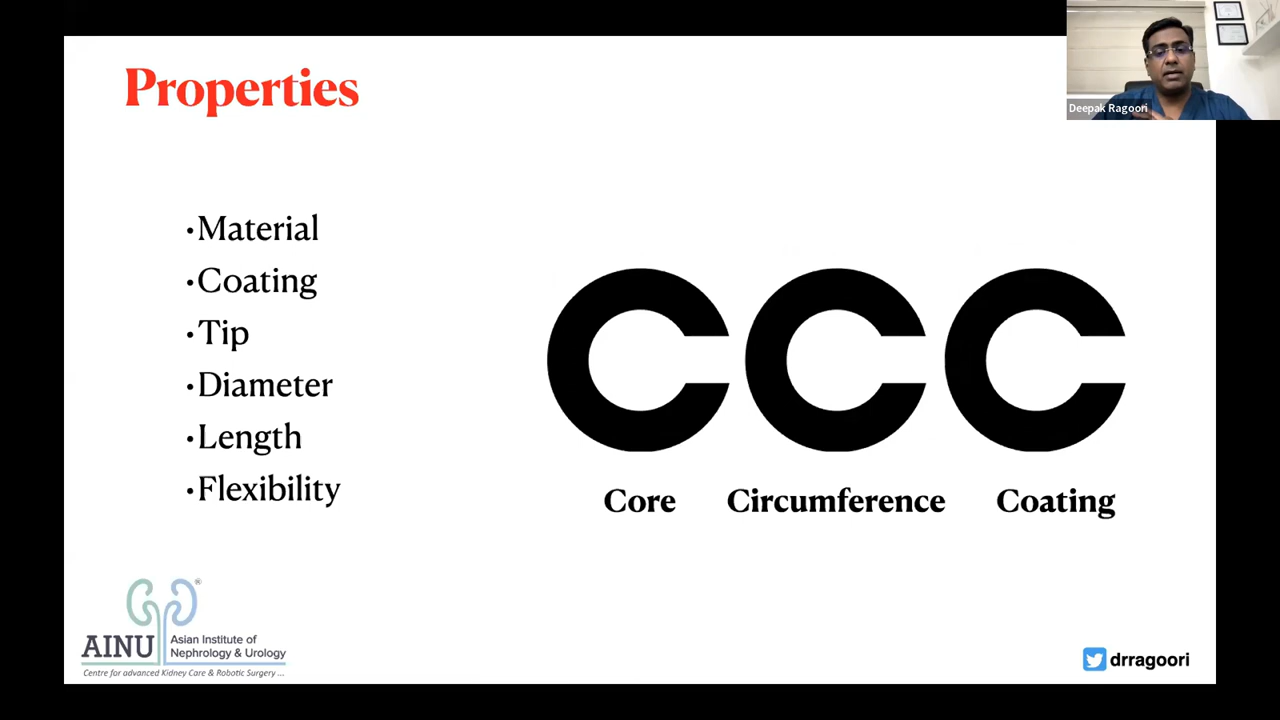 Properties
Deepak Ragoori
•Material
•Coating
•Tip
•Diameter
•Length
•Flexibility
CCC
Core Circumference Coating
AINU
®
Asian Institute of
Nephrology & Urology
Centre for advanced Kidney Care & Robotic Surgery ...
drragoori